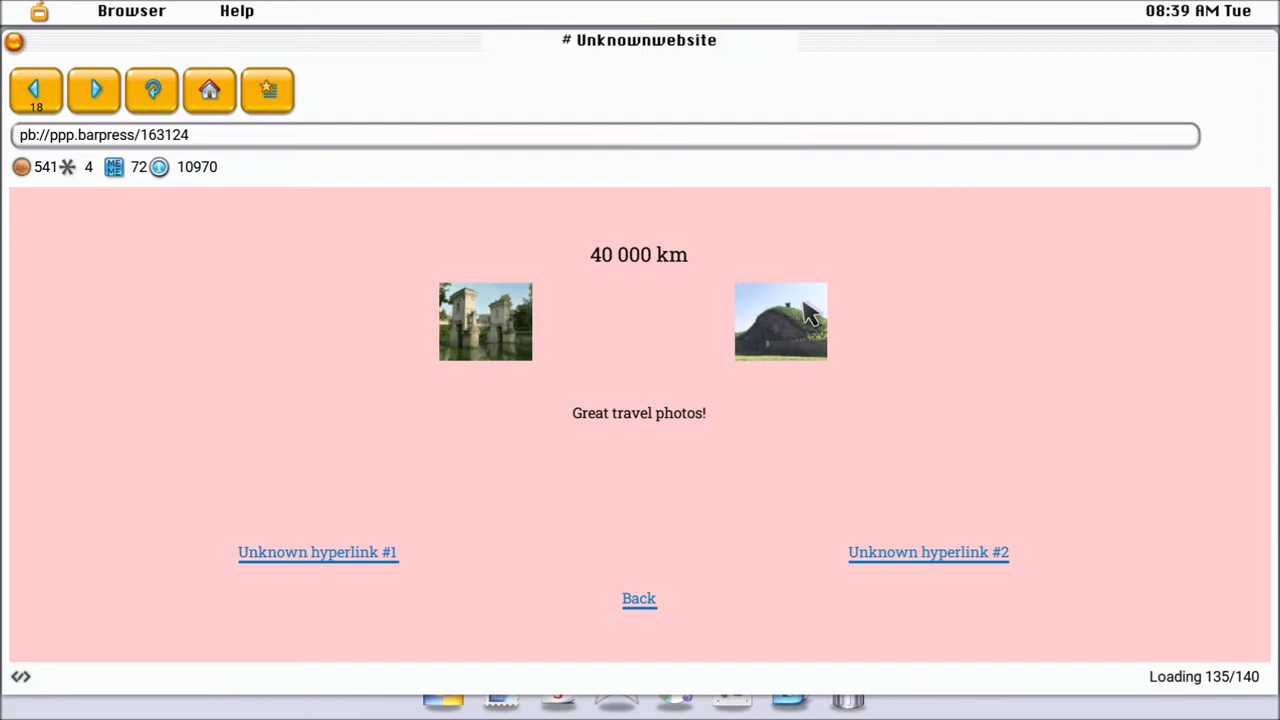 Browser Help 08:39 AM Tue
# Unknownwebsite
18
pb://ppp.barpress/163124
541 4 MEME 72 10970
40 000 km
Great travel photos!
Unknown hyperlink #1 Unknown hyperlink #2
Back
Loading 135/140